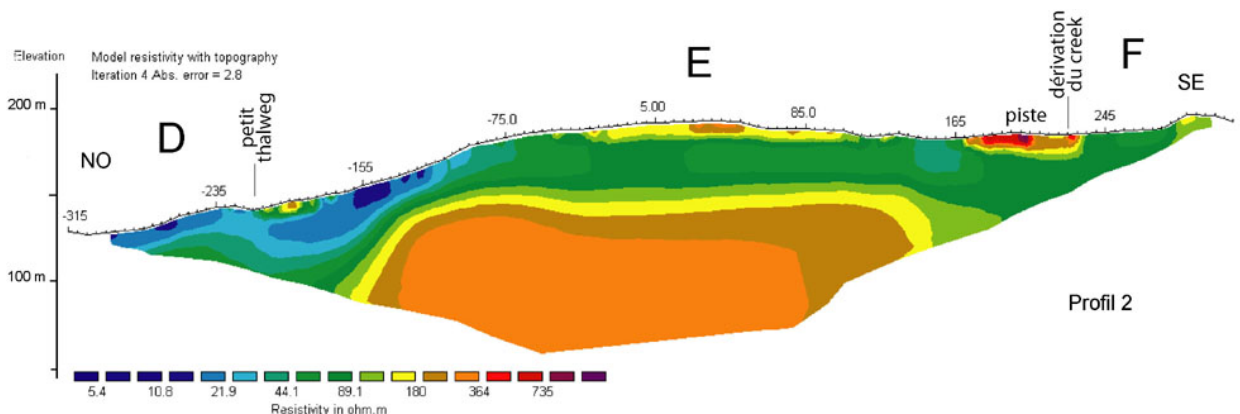 Elevation
Model resistivity with topography
Iteration 4 Abs. error = 2.8
200 m
100 m
NO
D
petit
thalweg
E
dérivation
du creek
F
SE
piste
-315
-235
-155
-75.0
5.00
85.0
165
245
Profil 2
5.4 10.8 21.9 44.1 89.1 180 364 735
Resistivity in ohm.m